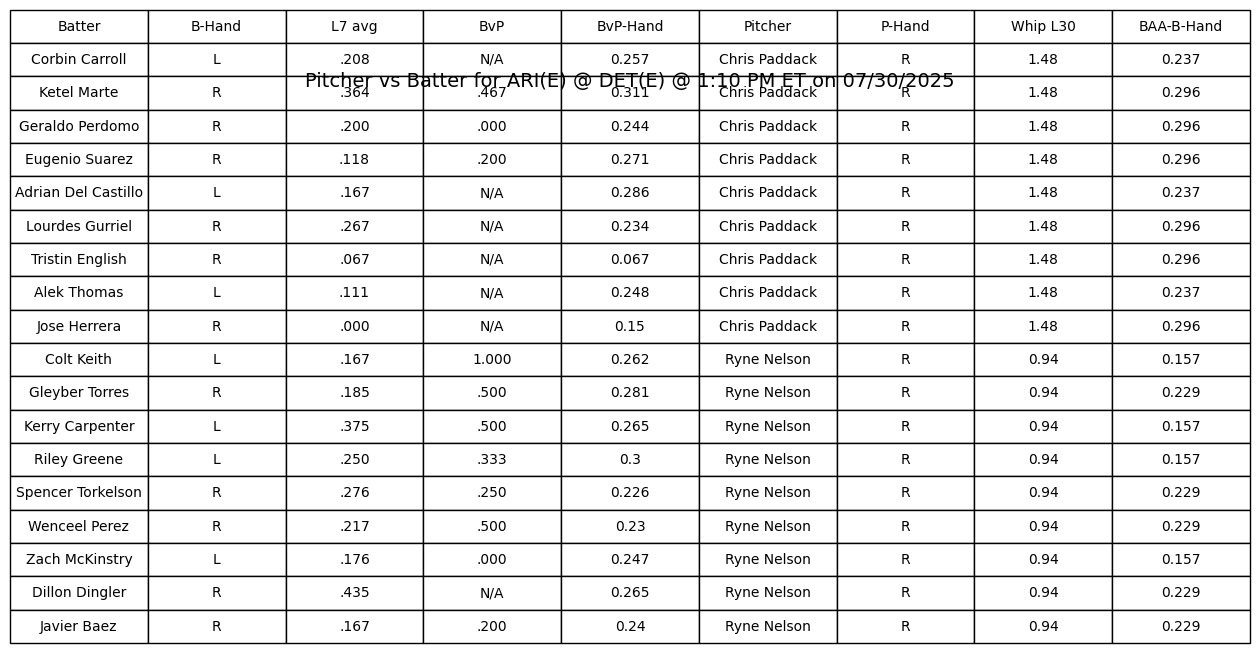 Batter B-Hand L7 avg BvP BvP-Hand Pitcher P-Hand Whip L30 BAA-B-Hand
Corbin Carroll L .208 N/A 0.257 Chris Paddack R 1.48 0.237
Pitcher vs Batter for ARI(E) @ DET(E) @ 1:10 PM ET on 07/30/2025
Ketel Marte R .364 .467 0.311 Chris Paddack R 1.48 0.296
Geraldo Perdomo R .200 .000 0.244 Chris Paddack R 1.48 0.296
Eugenio Suarez R .118 .200 0.271 Chris Paddack R 1.48 0.296
Adrian Del Castillo L .167 N/A 0.286 Chris Paddack R 1.48 0.237
Lourdes Gurriel R .267 N/A 0.234 Chris Paddack R 1.48 0.296
Tristin English R .067 N/A 0.067 Chris Paddack R 1.48 0.296
Alek Thomas L .111 N/A 0.248 Chris Paddack R 1.48 0.237
Jose Herrera R .000 N/A 0.15 Chris Paddack R 1.48 0.296
Colt Keith L .167 1.000 0.262 Ryne Nelson R 0.94 0.157
Gleyber Torres R .185 .500 0.281 Ryne Nelson R 0.94 0.229
Kerry Carpenter L .375 .500 0.265 Ryne Nelson R 0.94 0.157
Riley Greene L .250 .333 0.3 Ryne Nelson R 0.94 0.157
Spencer Torkelson R .276 .250 0.226 Ryne Nelson R 0.94 0.229
Wenceel Perez R .217 .500 0.23 Ryne Nelson R 0.94 0.229
Zach McKinstry L .176 .000 0.247 Ryne Nelson R 0.94 0.157
Dillon Dingler R .435 N/A 0.265 Ryne Nelson R 0.94 0.229
Javier Baez R .167 .200 0.24 Ryne Nelson R 0.94 0.229